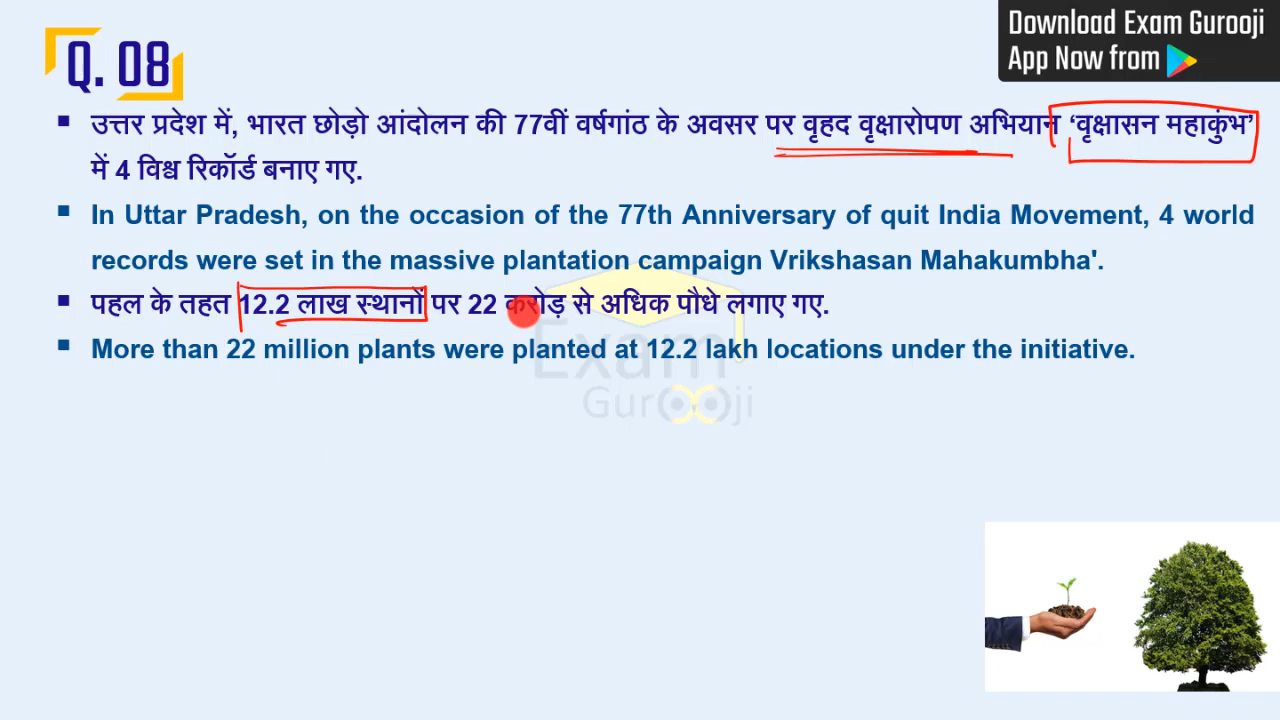 Download Exam Gurooji
App Now from
Q. 08
उत्तर प्रदेश में, भारत छोड़ो आंदोलन की 77वीं वर्षगांठ के अवसर पर वृहद वृक्षारोपण अभियान ‘वृक्षासन महाकुंभ’
में 4 विश्व रिकॉर्ड बनाए गए.
In Uttar Pradesh, on the occasion of the 77th Anniversary of quit India Movement, 4 world
records were set in the massive plantation campaign Vrikshasan Mahakumbha'.
पहल के तहत 12.2 लाख स्थानों पर 22 करोड़ से अधिक पौधे लगाए गए.
More than 22 million plants were planted at 12.2 lakh locations under the initiative.
Exam
Gurooji